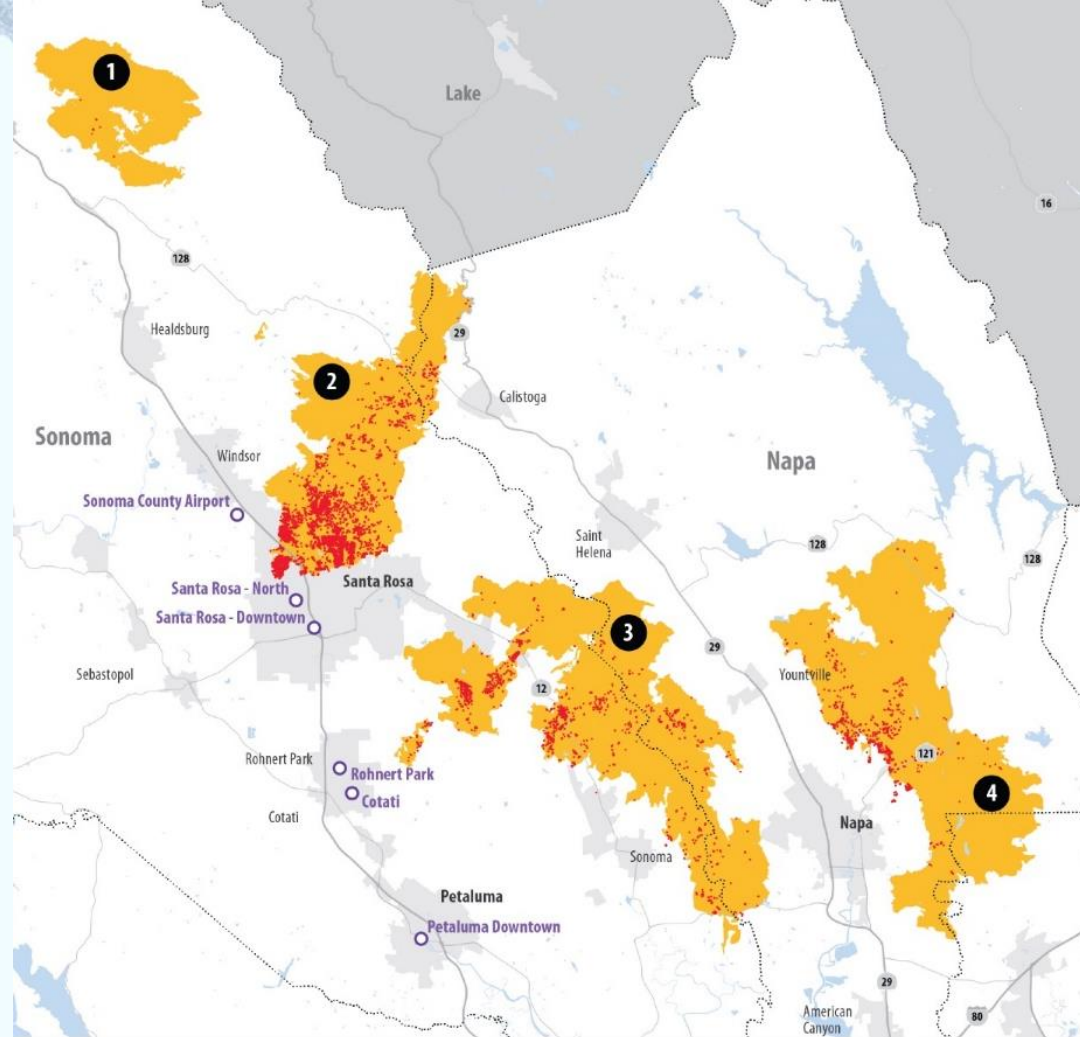 1
Lake
16
128
Healdsburg
29
2
Calistoga
Sonoma
Windsor
Napa
Sonoma County Airport
Saint
Helena
128
128
Santa Rosa
Santa Rosa - North
Santa Rosa - Downtown
3
29
Sebastopol
12
Yountville
121
Rohnert Park
Rohnert Park
Cotati
4
Cotati
Napa
Sonoma
Petaluma
Petaluma Downtown
29
American
Canyon
80